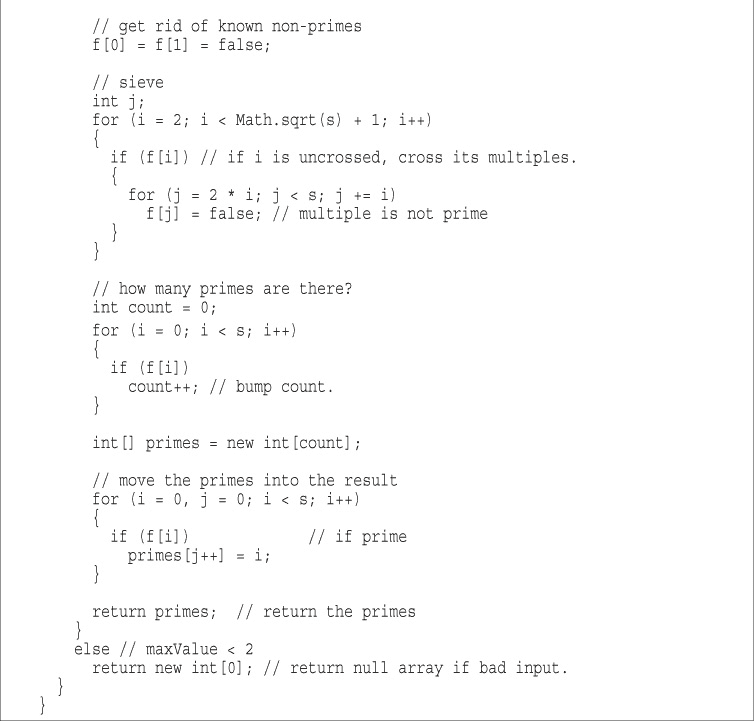 // get rid of known non-primes
f[0] = f[1] = false;
// sieve
int j;
for (i = 2; i < Math.sqrt(s) + 1; i++)
{
if (f[i]) // if i is uncrossed, cross its multiples.
{
for (j = 2 * i; j < s; j += i)
f[j] = false; // multiple is not prime
}
}
// how many primes are there?
int count = 0;
for (i = 0; i < s; i++)
{
if (f[i])
count++; // bump count.
}
int[] primes = new int[count];
// move the primes into the result
for (i = 0, j = 0; i < s; i++)
{
if (f[i]) // if prime
primes[j++] = i;
}
return primes; // return the primes
}
else // maxValue < 2
return new int[0]; // return null array if bad input.
}
}